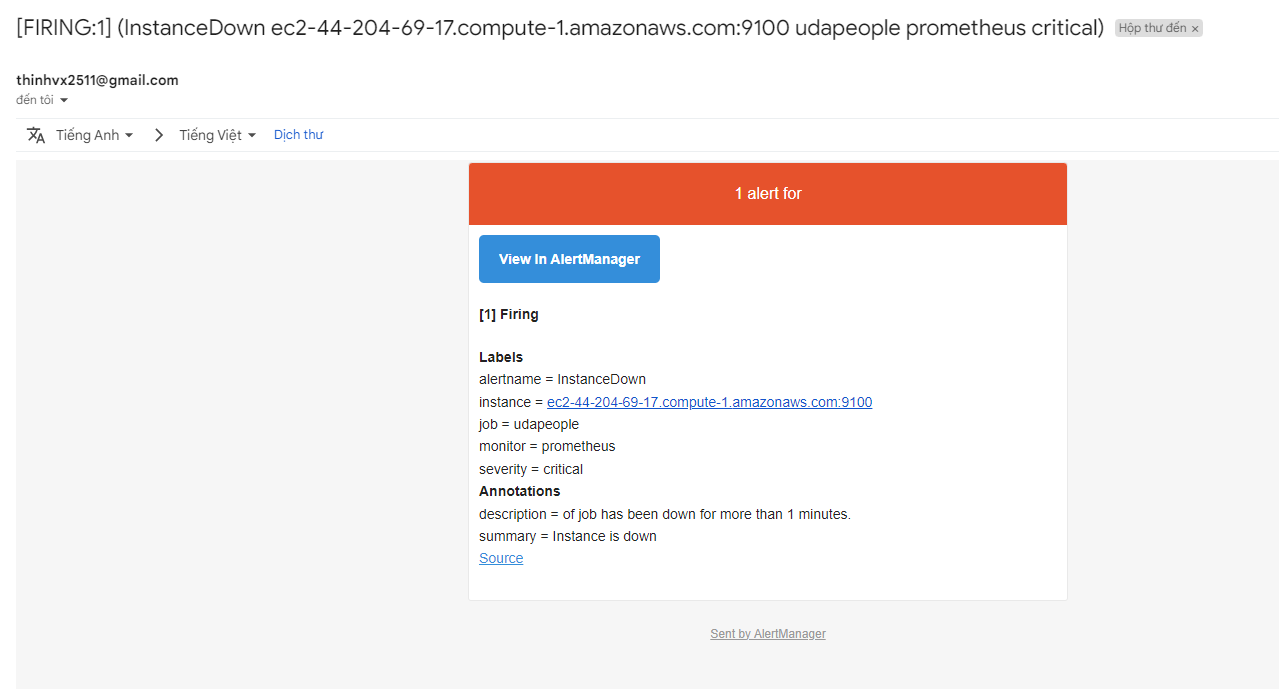 [FIRING:1] (InstanceDown ec2-44-204-69-17.compute-1.amazonaws.com:9100 udapeople prometheus critical) Hộp thư đến ×
thinhvx2511@gmail.com
đến tôi
Tiếng Anh > Tiếng Việt Dịch thư
1 alert for
View In AlertManager
[1] Firing
Labels
alertname = InstanceDown
instance = ec2-44-204-69-17.compute-1.amazonaws.com:9100
job = udapeople
monitor = prometheus
severity = critical
Annotations
description = of job has been down for more than 1 minutes.
summary = Instance is down
Source
Sent by AlertManager